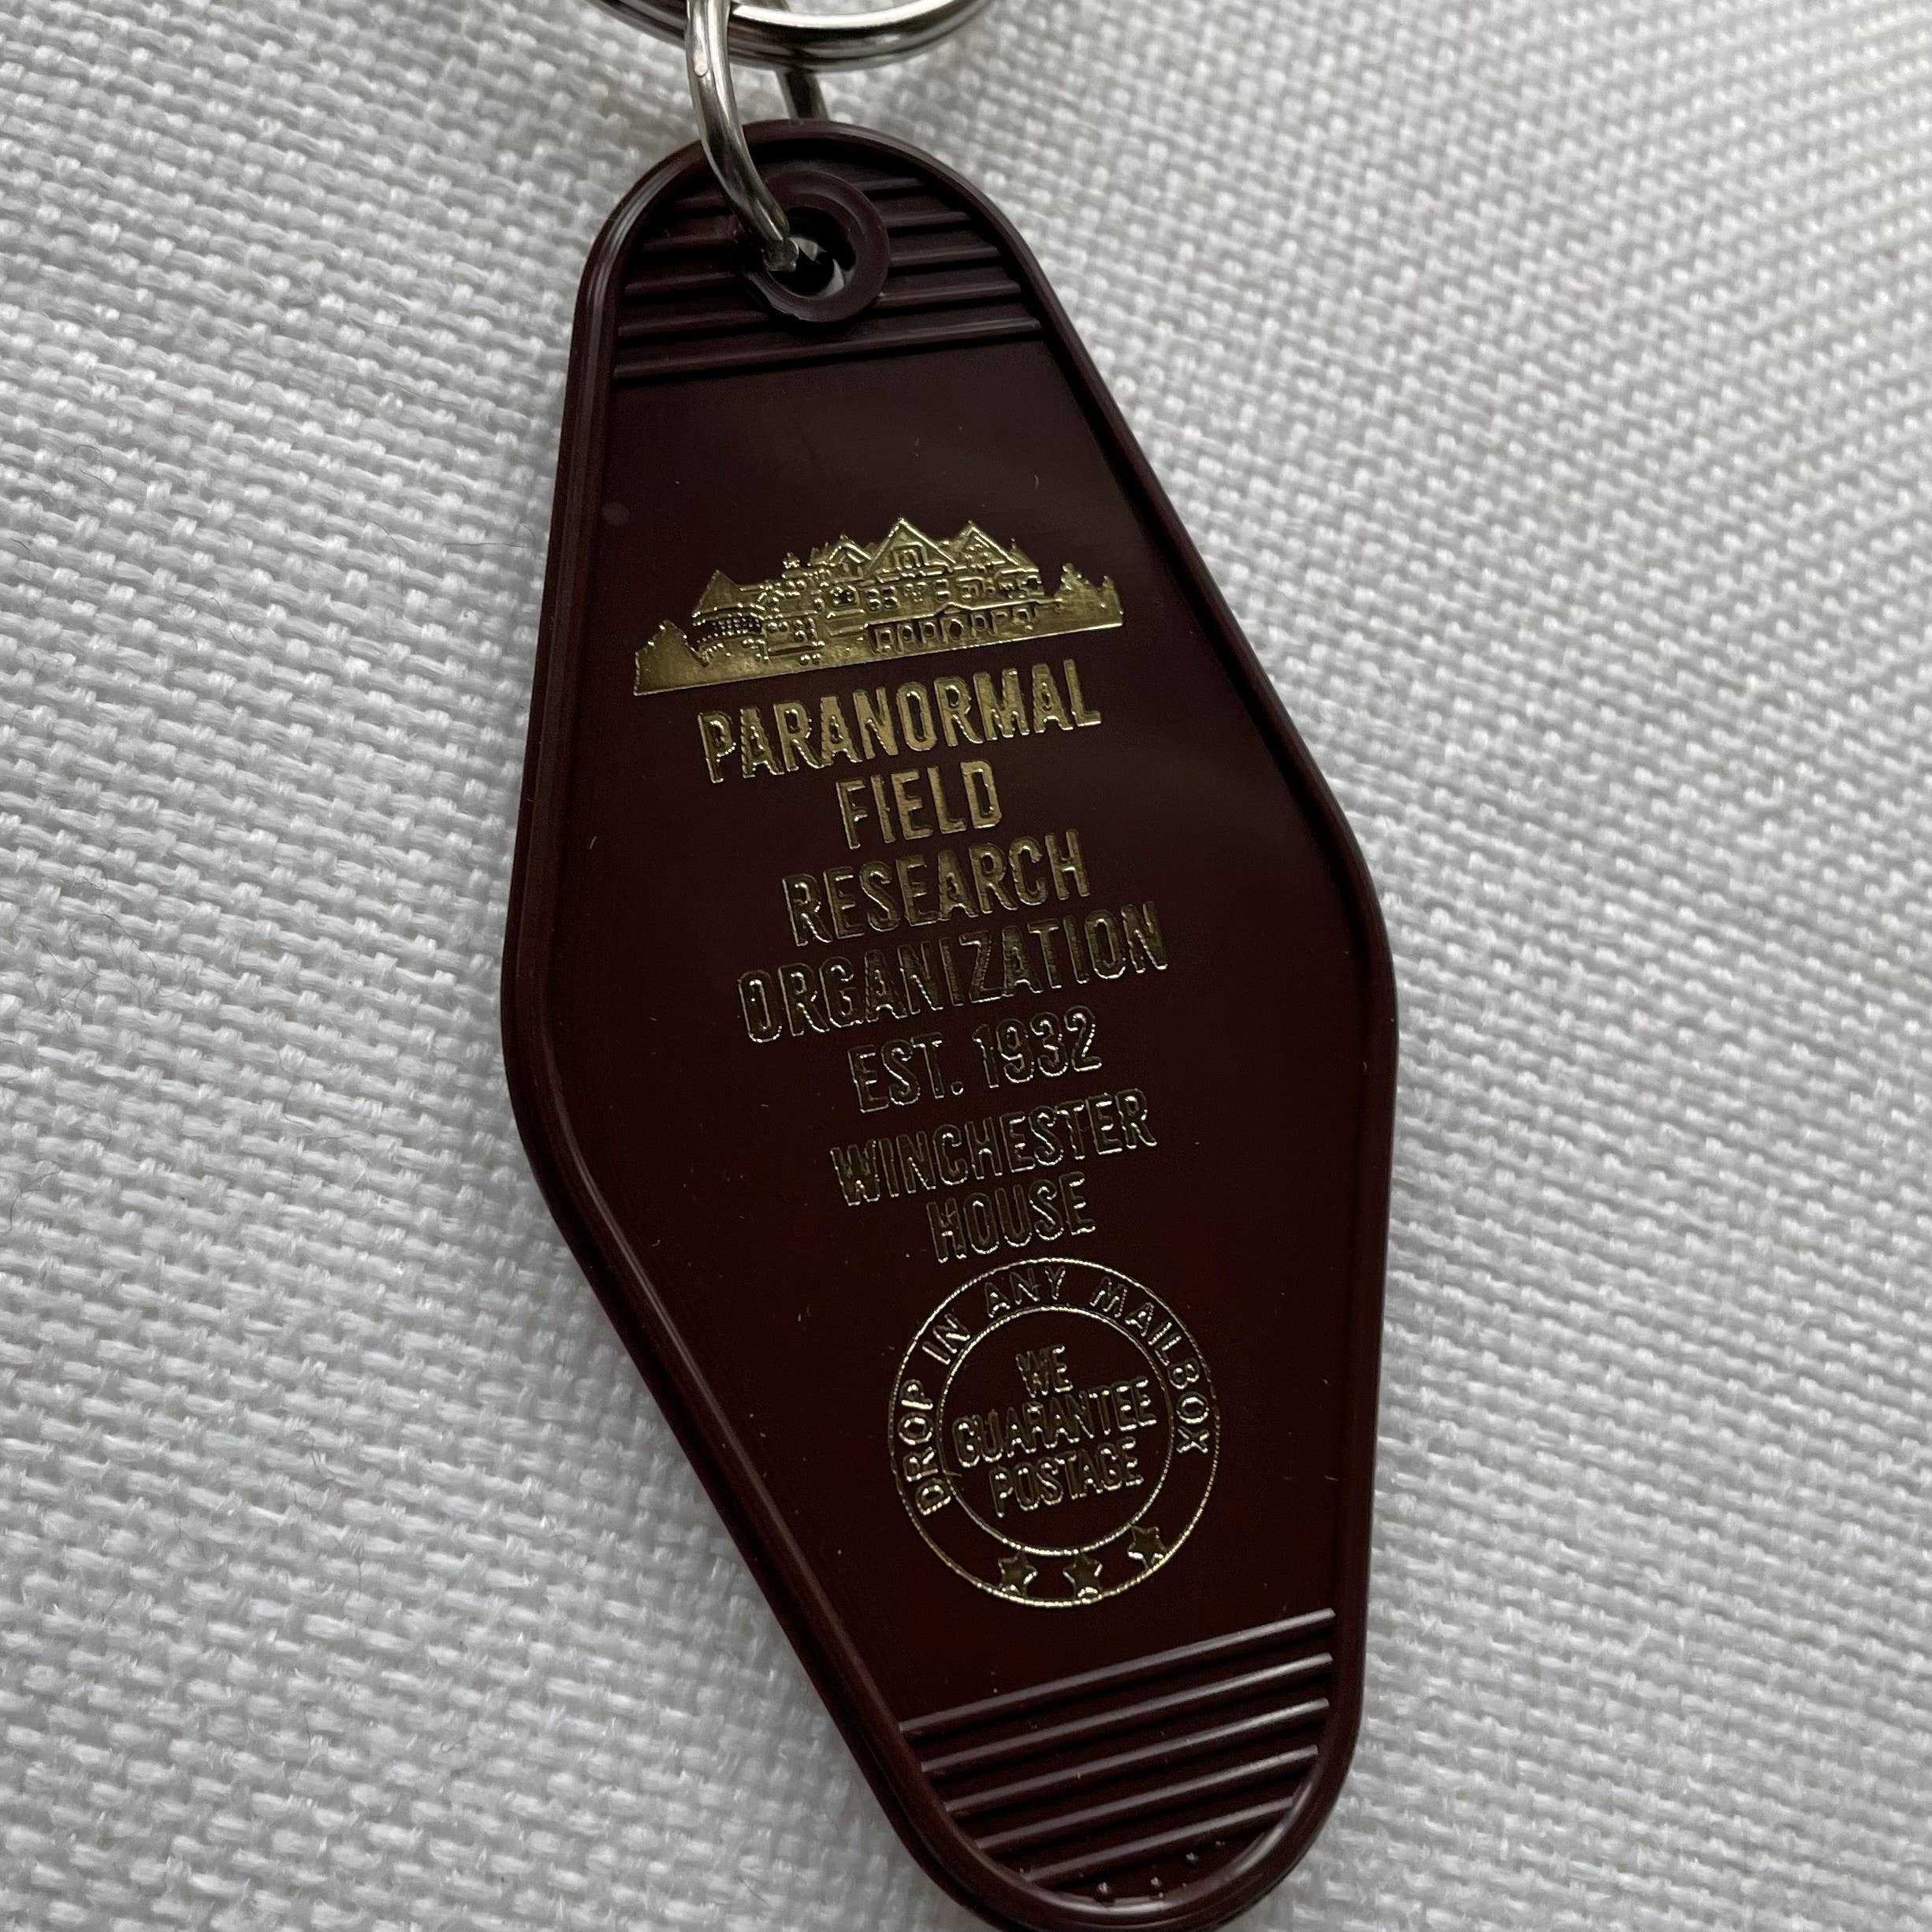 PARANORMAL
FIELD
RESEARCH
ORGANIZATION
EST. 1932
WINCHESTER
HOUSE
DROP IN ANY MAILBOX
WE
GUARANTEE
POSTAGE